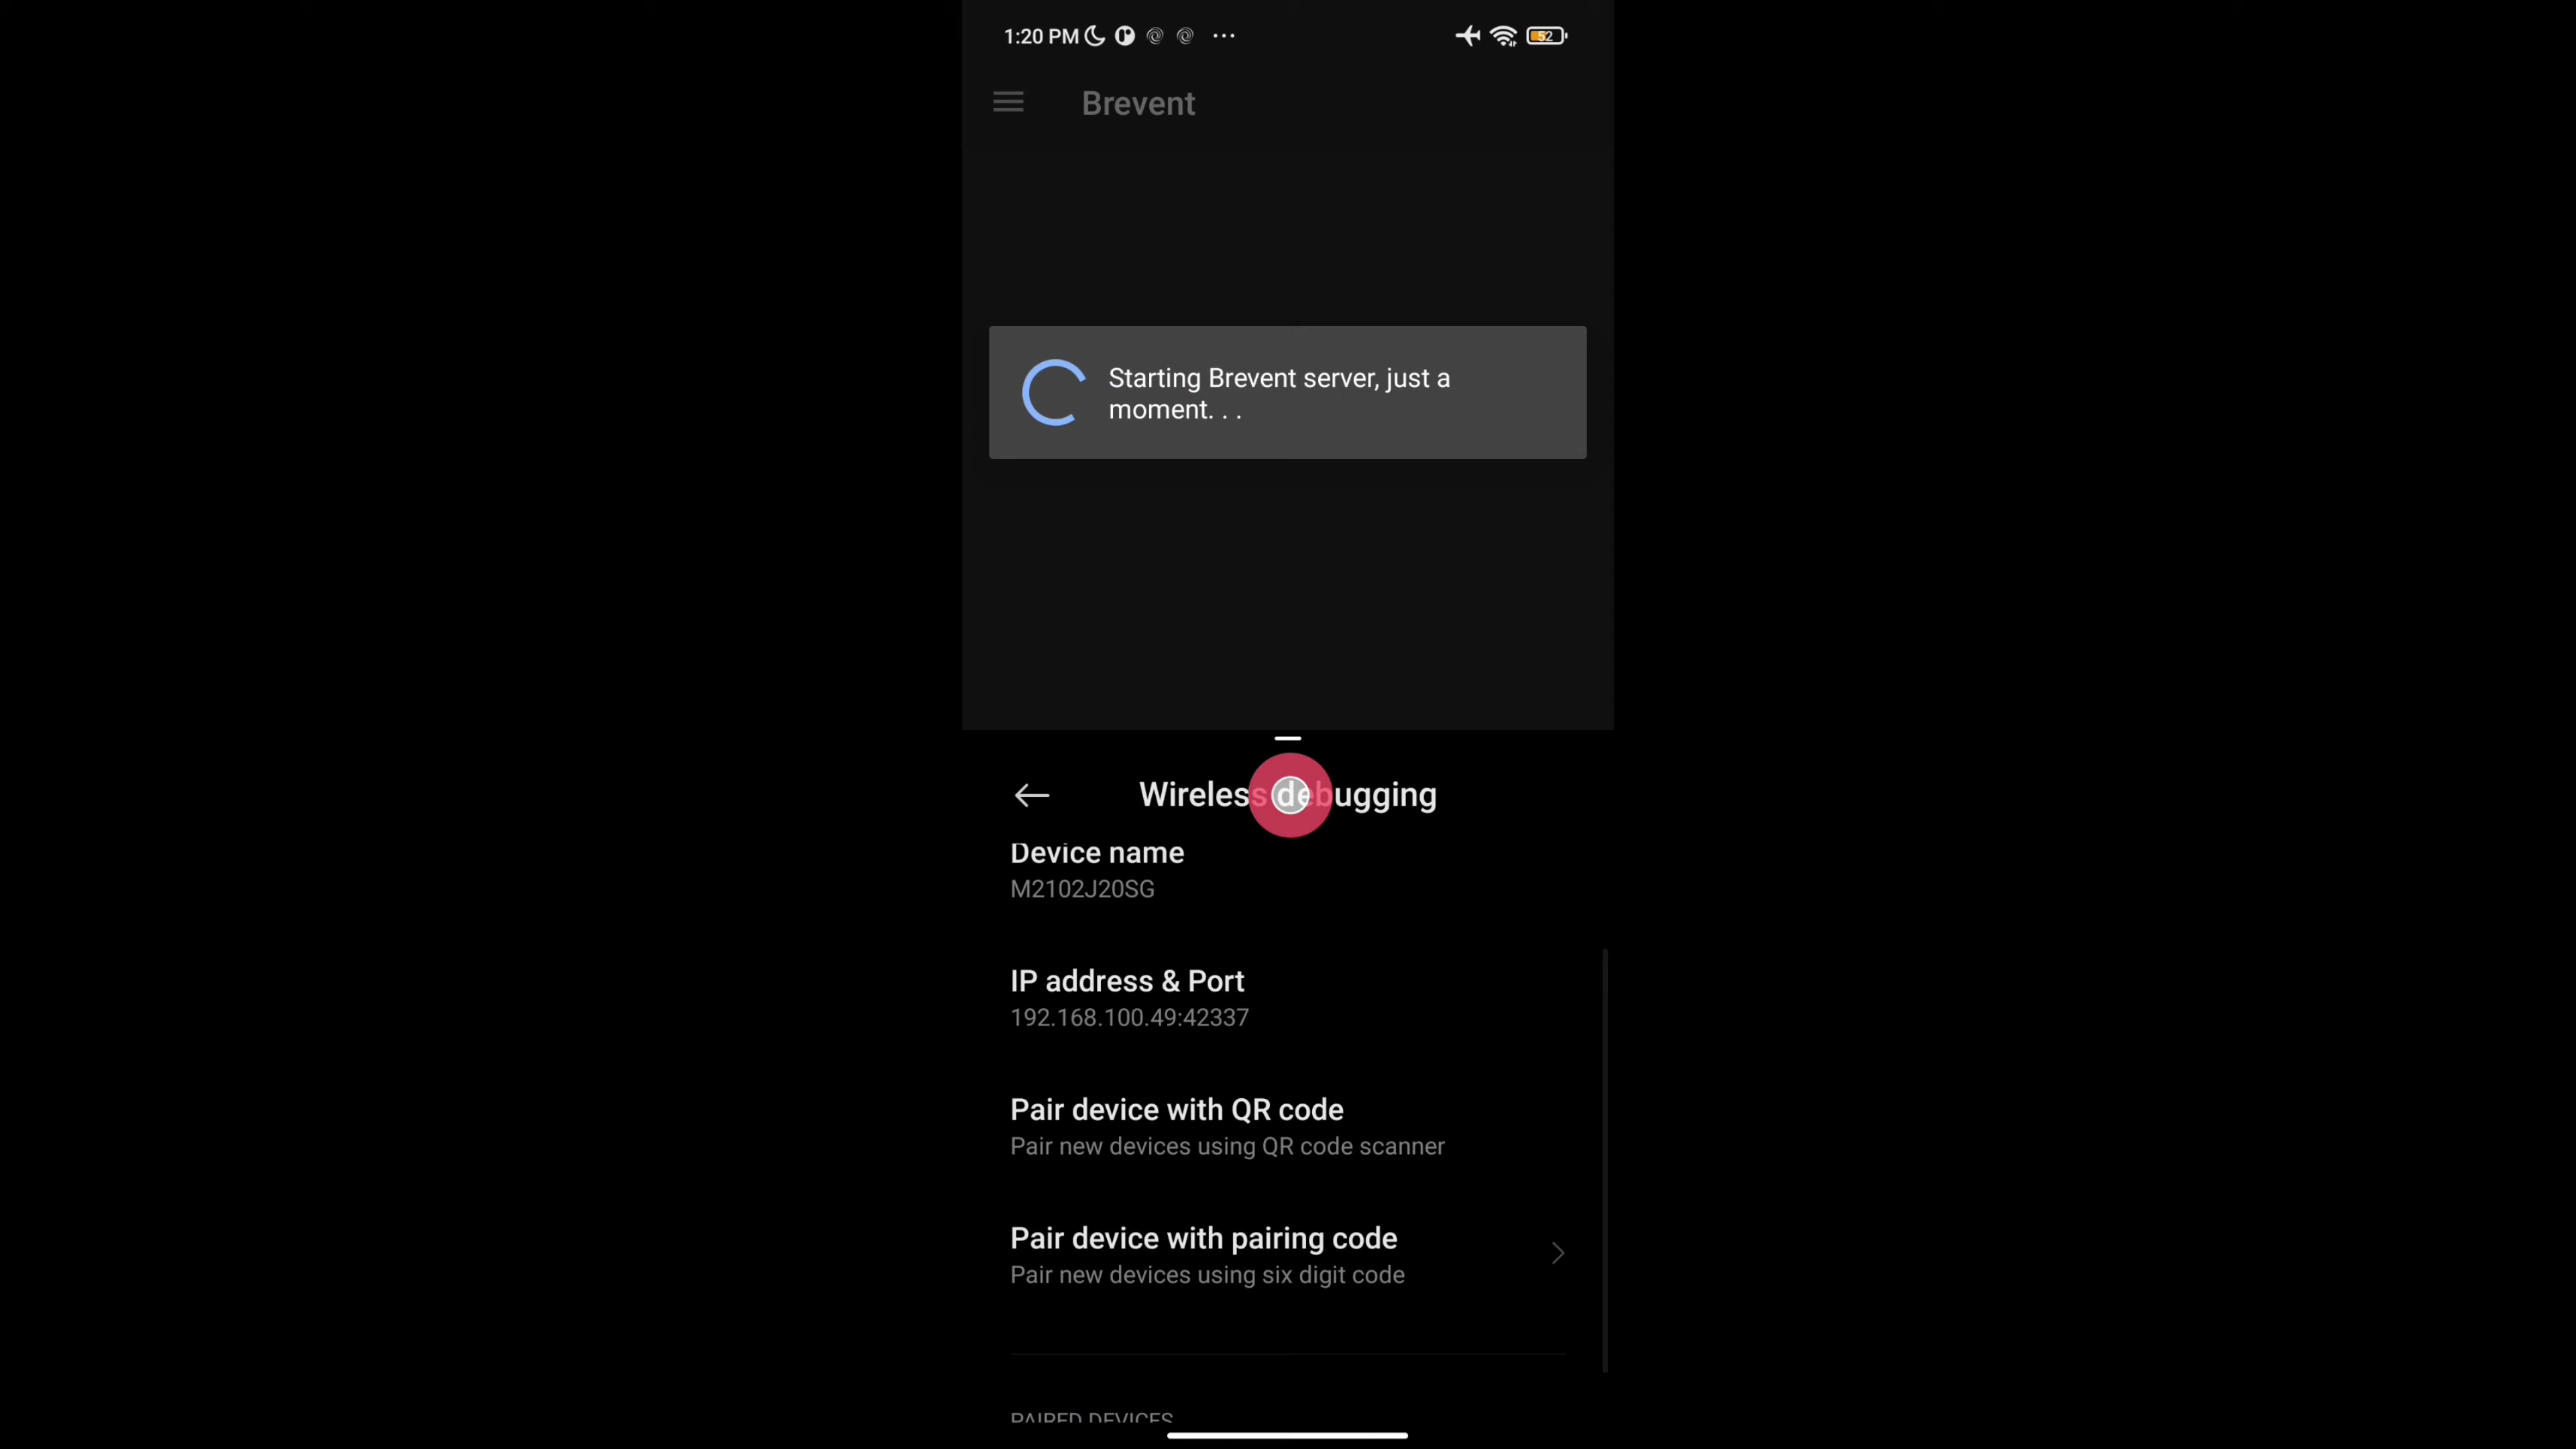 1:20 PM
52
Brevent
Starting Brevent server, just a
moment. . .
Wireless debugging
Device name
M2102J20SG
IP address & Port
192.168.100.49:42337
Pair device with QR code
Pair new devices using QR code scanner
Pair device with pairing code
Pair new devices using six digit code
PAIRED DEVICES